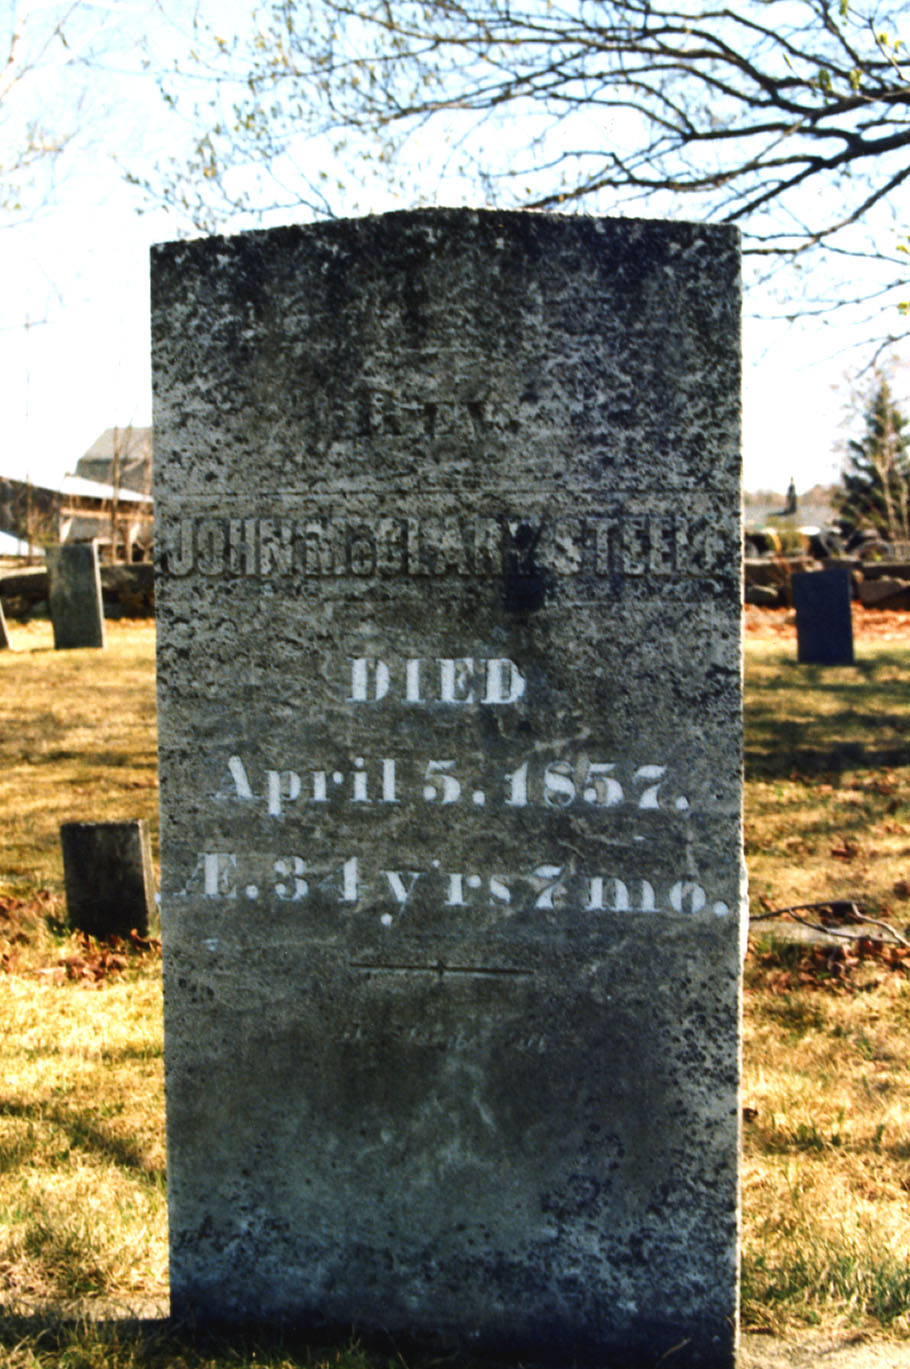 REV.
JOHN MCCLARY STEELE
DIED
April 5. 1857.
Æ. 34 y'rs 7 mo.